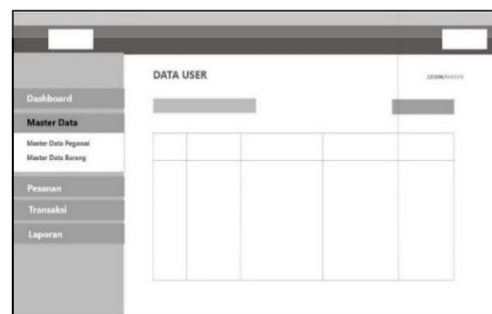 DATA USER
Dashboard
Master Data
Master Data Pegawai
Master Data Barang
Pesanan
Transaksi
Laporan